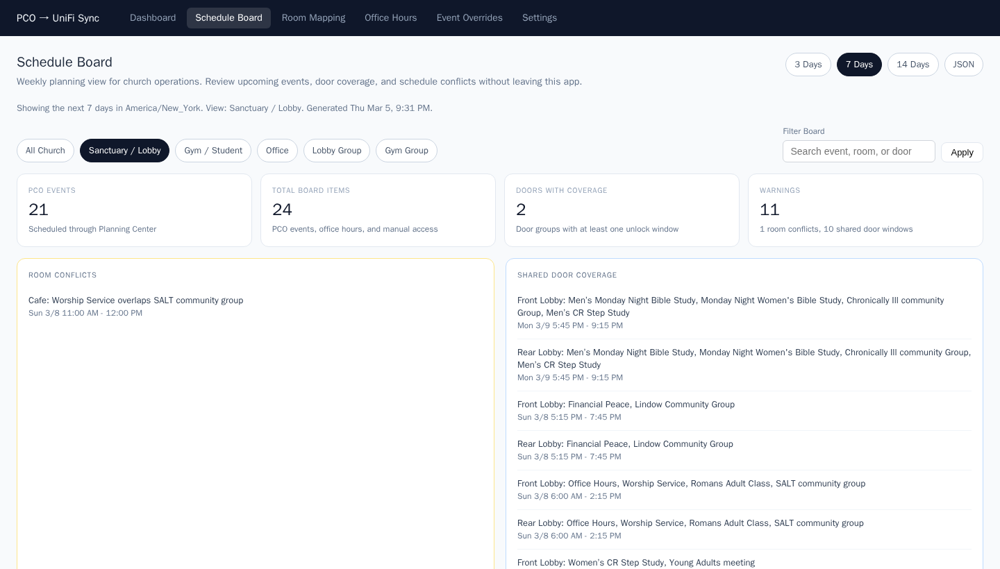 PCO → UniFi Sync
Dashboard
Schedule Board
Room Mapping
Office Hours
Event Overrides
Settings
Schedule Board
Weekly planning view for church operations. Review upcoming events, door coverage, and schedule conflicts without leaving this app.
3 Days
7 Days
14 Days
JSON
Showing the next 7 days in America/New_York. View: Sanctuary / Lobby. Generated Thu Mar 5, 9:31 PM.
All Church
Sanctuary / Lobby
Gym / Student
Office
Lobby Group
Gym Group
Filter Board
Search event, room, or door
Apply
PCO EVENTS
21
Scheduled through Planning Center
TOTAL BOARD ITEMS
24
PCO events, office hours, and manual access
DOORS WITH COVERAGE
2
Door groups with at least one unlock window
WARNINGS
11
1 room conflicts, 10 shared door windows
ROOM CONFLICTS
Cafe: Worship Service overlaps SALT community group
Sun 3/8 11:00 AM - 12:00 PM
SHARED DOOR COVERAGE
Front Lobby: Men’s Monday Night Bible Study, Monday Night Women's Bible Study, Chronically Ill community
Group, Men’s CR Step Study
Mon 3/9 5:45 PM - 9:15 PM
Rear Lobby: Men’s Monday Night Bible Study, Monday Night Women's Bible Study, Chronically Ill community Group,
Men’s CR Step Study
Mon 3/9 5:45 PM - 9:15 PM
Front Lobby: Financial Peace, Lindow Community Group
Sun 3/8 5:15 PM - 7:45 PM
Rear Lobby: Financial Peace, Lindow Community Group
Sun 3/8 5:15 PM - 7:45 PM
Front Lobby: Office Hours, Worship Service, Romans Adult Class, SALT community group
Sun 3/8 6:00 AM - 2:15 PM
Rear Lobby: Office Hours, Worship Service, Romans Adult Class, SALT community group
Sun 3/8 6:00 AM - 2:15 PM
Front Lobby: Women’s CR Step Study, Young Adults meeting